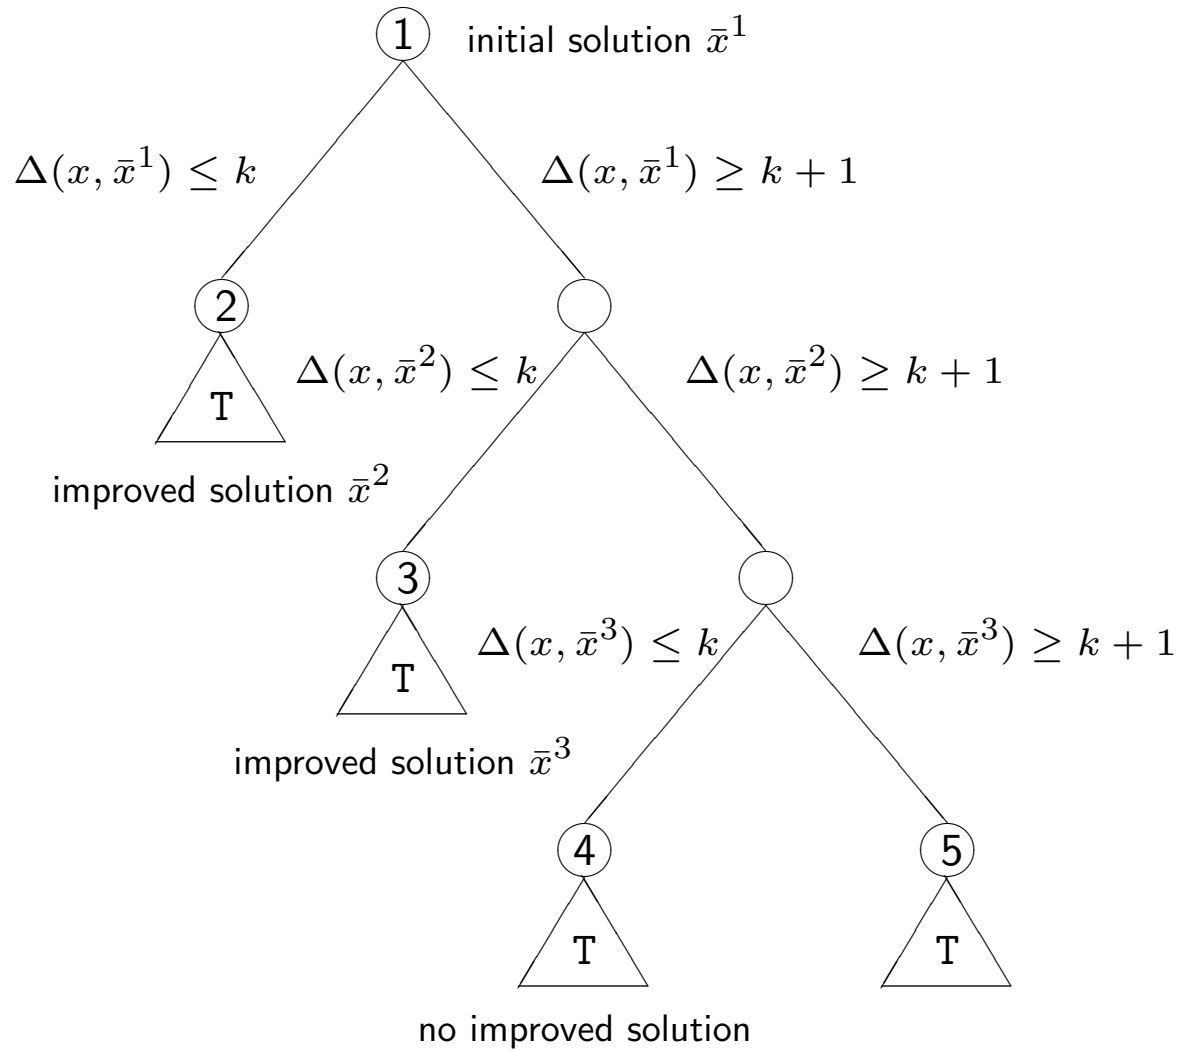 1 initial solution x̄¹
Δ(x, x̄¹) ≤ k
Δ(x, x̄¹) ≥ k + 1
2
T
Δ(x, x̄²) ≤ k
Δ(x, x̄²) ≥ k + 1
improved solution x̄²
3
T
Δ(x, x̄³) ≤ k
Δ(x, x̄³) ≥ k + 1
improved solution x̄³
4
5
T
T
no improved solution